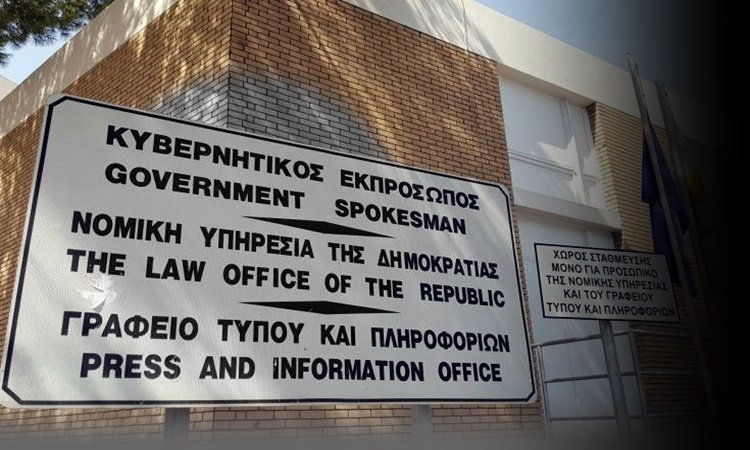 ΚΥΒΕΡΝΗΤΙΚΟΣ ΕΚΠΡΟΣΩΠΟΣ
GOVERNMENT SPOKESMAN
ΝΟΜΙΚΗ ΥΠΗΡΕΣΙΑ ΤΗΣ ΔΗΜΟΚΡΑΤΙΑΣ
THE LAW OFFICE OF THE REPUBLIC
ΓΡΑΦΕΙΟ ΤΥΠΟΥ ΚΑΙ ΠΛΗΡΟΦΟΡΙΩΝ
PRESS AND INFORMATION OFFICE
ΧΩΡΟΣ ΣΤΑΘΜΕΥΣΗΣ
ΜΟΝΟ ΓΙΑ ΠΡΟΣΩΠΙΚΟ
ΤΗΣ ΝΟΜΙΚΗΣ ΥΠΗΡΕΣΙΑΣ
ΚΑΙ ΤΟΥ ΓΡΑΦΕΙΟΥ
ΤΥΠΟΥ ΚΑΙ ΠΛΗΡΟΦΟΡΙΩΝ